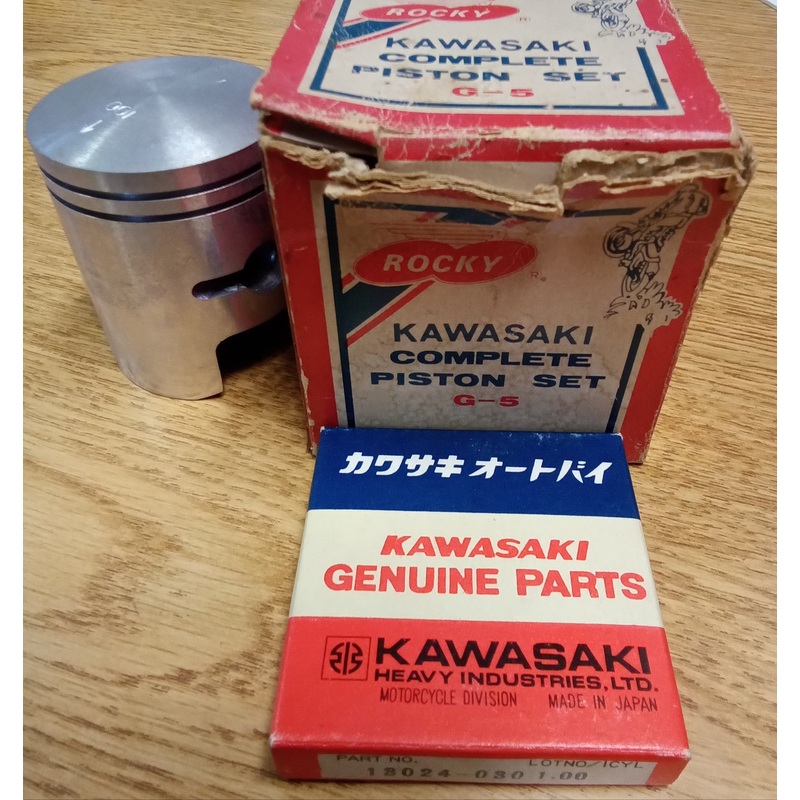 ROCKY
R.
KAWASAKI
COMPLETE
PISTON SET
G-5
100
ROCKY
R.
KAWASAKI
COMPLETE
PISTON SET
G-5
カワサキ オートバイ
KAWASAKI
GENUINE PARTS
KAWASAKI
HEAVY INDUSTRIES, LTD.
MOTORCYCLE DIVISION MADE IN JAPAN
PART NO. LOTNO/1CYL
13024-030 1.00